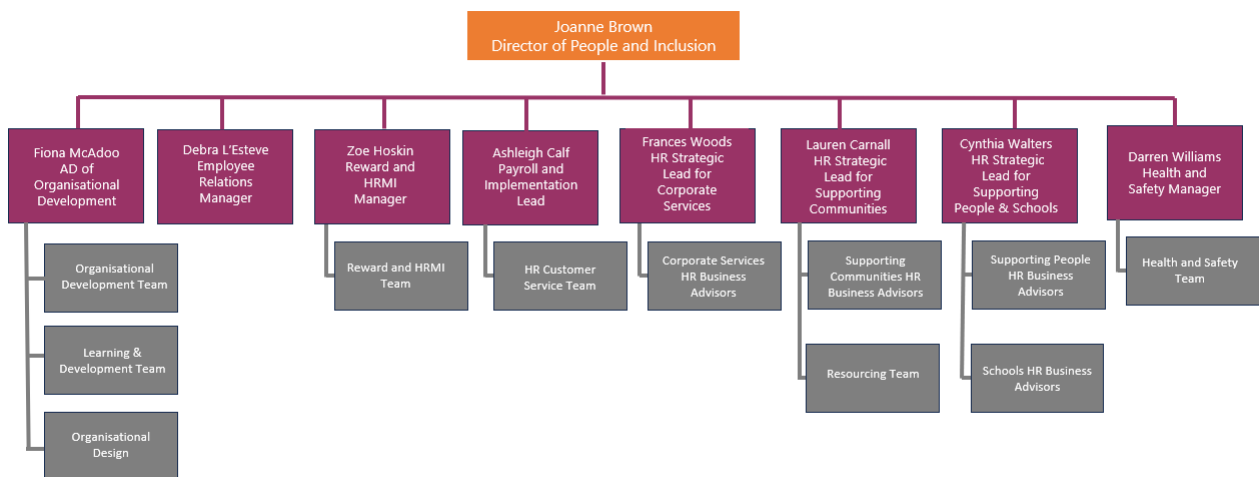 Joanne Brown
Director of People and Inclusion
Fiona McAdoo
AD of
Organisational
Development
Debra L'Esteve
Employee
Relations
Manager
Zoe Hoskin
Reward and
HRMI
Manager
Ashleigh Calf
Payroll and
Implementation
Lead
Frances Woods
HR Strategic
Lead for
Corporate
Services
Lauren Carnall
HR Strategic
Lead for
Supporting
Communities
Cynthia Walters
HR Strategic
Lead for
Supporting
People & Schools
Darren Williams
Health and
Safety Manager
Organisational
Development Team
Learning &
Development Team
Organisational
Design
Reward and HRMI
Team
HR Customer
Service Team
Corporate Services
HR Business
Advisors
Supporting
Communities HR
Business Advisors
Resourcing Team
Supporting People
HR Business
Advisors
Schools HR Business
Advisors
Health and Safety
Team